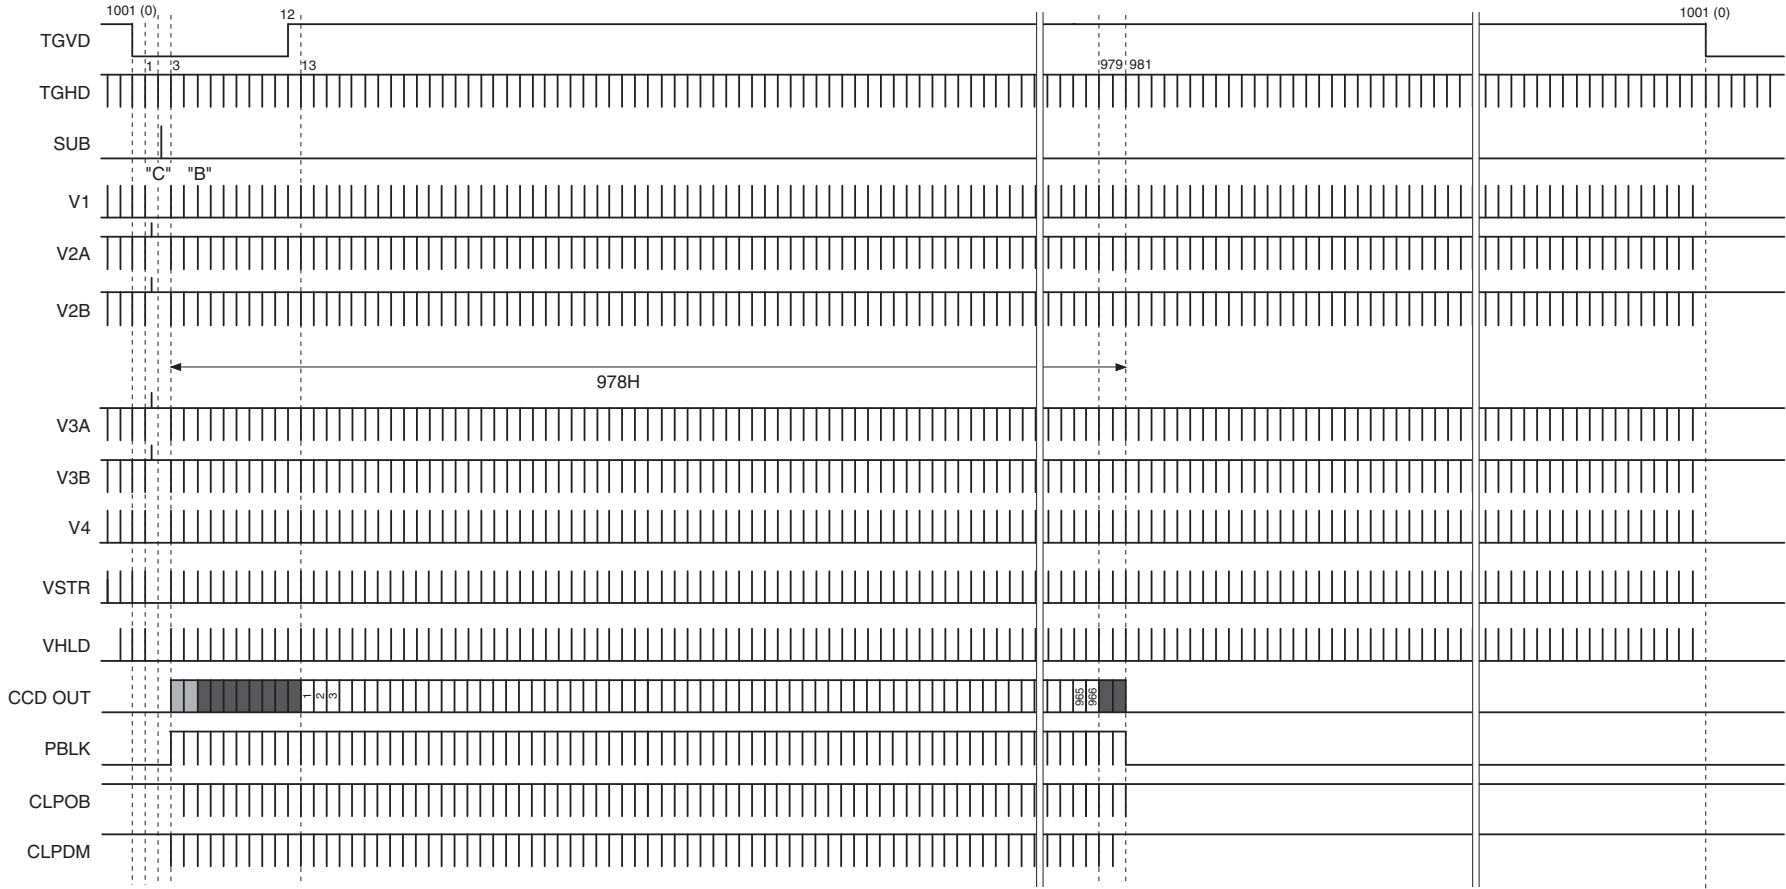 1001 (0)
12
1001 (0)
TGVD
1
3
13
979
981
TGHD
SUB
"C"
"B"
V1
V2A
V2B
978H
V3A
V3B
V4
VSTR
VHLD
CCD OUT
1
2
3
965
966
PBLK
CLPOB
CLPDM